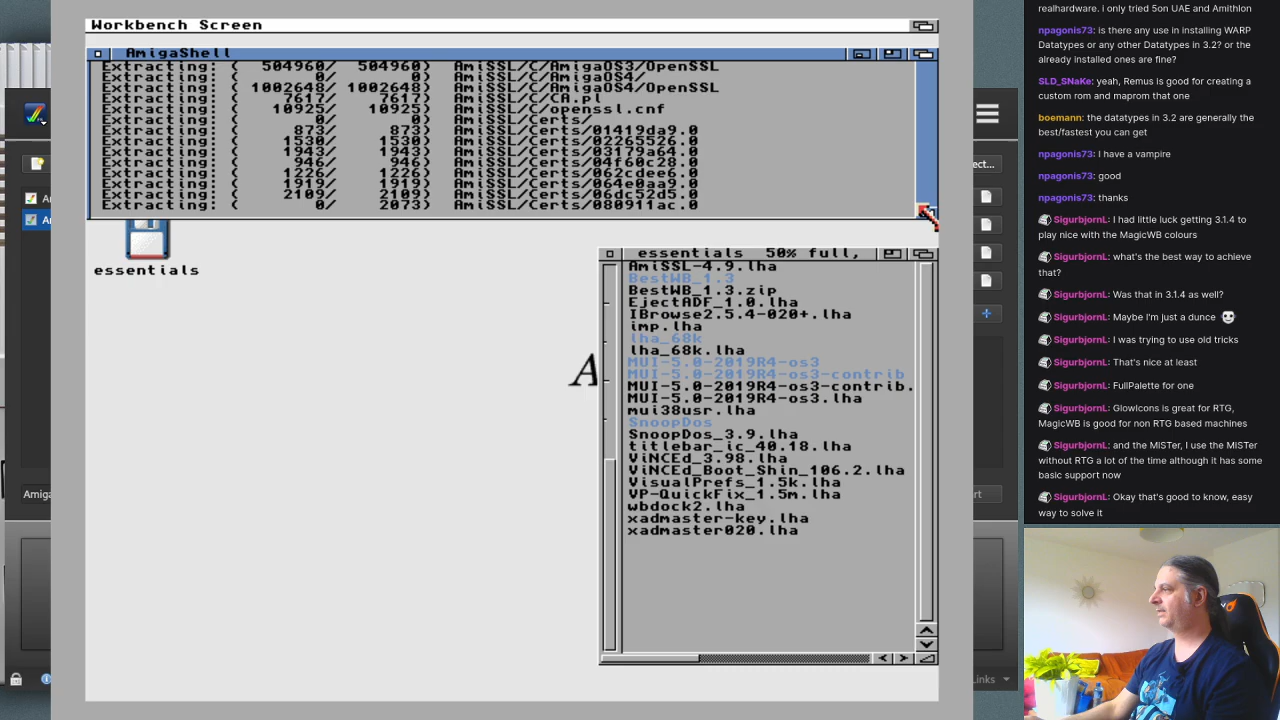 Workbench Screen
AmigaShell
Extracting: ( 504960/ 504960) AmiSSL/C/AmigaOS3/OpenSSL
Extracting: ( 0/ 0) AmiSSL/C/AmigaOS4/
Extracting: ( 1002648/ 1002648) AmiSSL/C/AmigaOS4/OpenSSL
Extracting: ( 7617/ 7617) AmiSSL/C/CA.pl
Extracting: ( 10925/ 10925) AmiSSL/C/openssl.cnf
Extracting: ( 0/ 0) AmiSSL/Certs/
Extracting: ( 873/ 873) AmiSSL/Certs/01419da9.0
Extracting: ( 1530/ 1530) AmiSSL/Certs/02265526.0
Extracting: ( 1943/ 1943) AmiSSL/Certs/03179a64.0
Extracting: ( 946/ 946) AmiSSL/Certs/04f60c28.0
Extracting: ( 1226/ 1226) AmiSSL/Certs/062cdee6.0
Extracting: ( 1919/ 1919) AmiSSL/Certs/064e0aa9.0
Extracting: ( 2109/ 2109) AmiSSL/Certs/06dc52d5.0
Extracting: ( 0/ 2073) AmiSSL/Certs/080911ac.0
essentials
essentials 50% full,
AmiSSL-4.9.lha
BestWB_1.3
BestWB_1.3.zip
EjectADF_1.0.lha
IBrowse2.5.4-020+.lha
imp.lha
lha_68k
lha_68k.lha
MUI-5.0-2019R4-os3
MUI-5.0-2019R4-os3-contrib
MUI-5.0-2019R4-os3-contrib.
MUI-5.0-2019R4-os3.lha
mui38usr.lha
SnoopDos
SnoopDos_3.9.lha
titlebar_ic_40.18.lha
ViNCEd_3.98.lha
ViNCEd_Boot_Shin_106.2.lha
VisualPrefs_1.5k.lha
VP-QuickFix_1.5m.lha
wbdock2.lha
xadmaster-key.lha
xadmaster020.lha
A
Amiga
ect...
rt
Links
realhardware. i only tried 5on UAE and Amithlon
npagonis73: is there any use in installing WARP
Datatypes or any other Datatypes in 3.2? or the
already installed ones are fine?
SLD_SNaKe: yeah, Remus is good for creating a
custom rom and maprom that one
boemann: the datatypes in 3.2 are generally the
best/fastest you can get
npagonis73: I have a vampire
npagonis73: good
npagonis73: thanks
SigurbjornL: I had little luck getting 3.1.4 to
play nice with the MagicWB colours
SigurbjornL: what's the best way to achieve
that?
SigurbjornL: Was that in 3.1.4 as well?
SigurbjornL: Maybe I'm just a dunce
SigurbjornL: I was trying to use old tricks
SigurbjornL: That's nice at least
SigurbjornL: FullPalette for one
SigurbjornL: GlowIcons is great for RTG,
MagicWB is good for non RTG based machines
SigurbjornL: and the MiSTer, I use the MiSTer
without RTG a lot of the time although it has some
basic support now
SigurbjornL: Okay that's good to know, easy
way to solve it